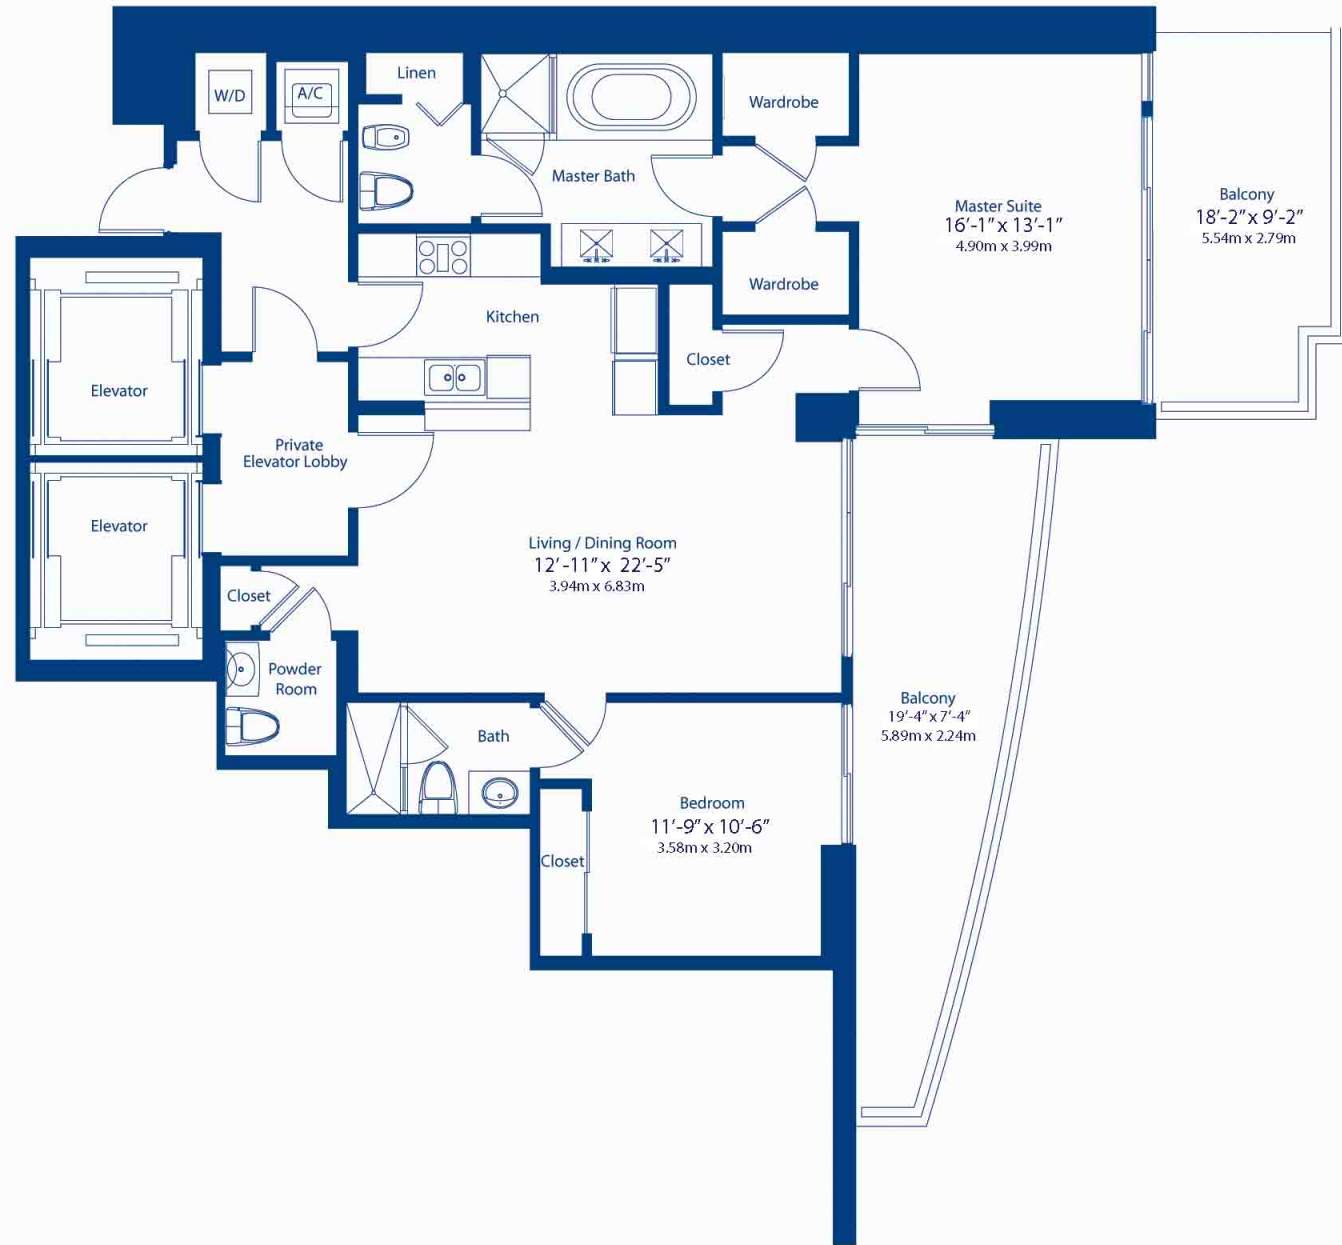 Linen
W/D
A/C
Wardrobe
Master Bath
Master Suite
16'-1" x 13'-1"
4.90m x 3.99m
Balcony
18'-2" x 9'-2"
5.54m x 2.79m
Wardrobe
Kitchen
Closet
Elevator
Private
Elevator Lobby
Elevator
Living / Dining Room
12'-11" x 22'-5"
3.94m x 6.83m
Closet
Powder
Room
Bath
Balcony
19'-4" x 7'-4"
5.89m x 2.24m
Bedroom
11'-9" x 10'-6"
3.58m x 3.20m
Closet